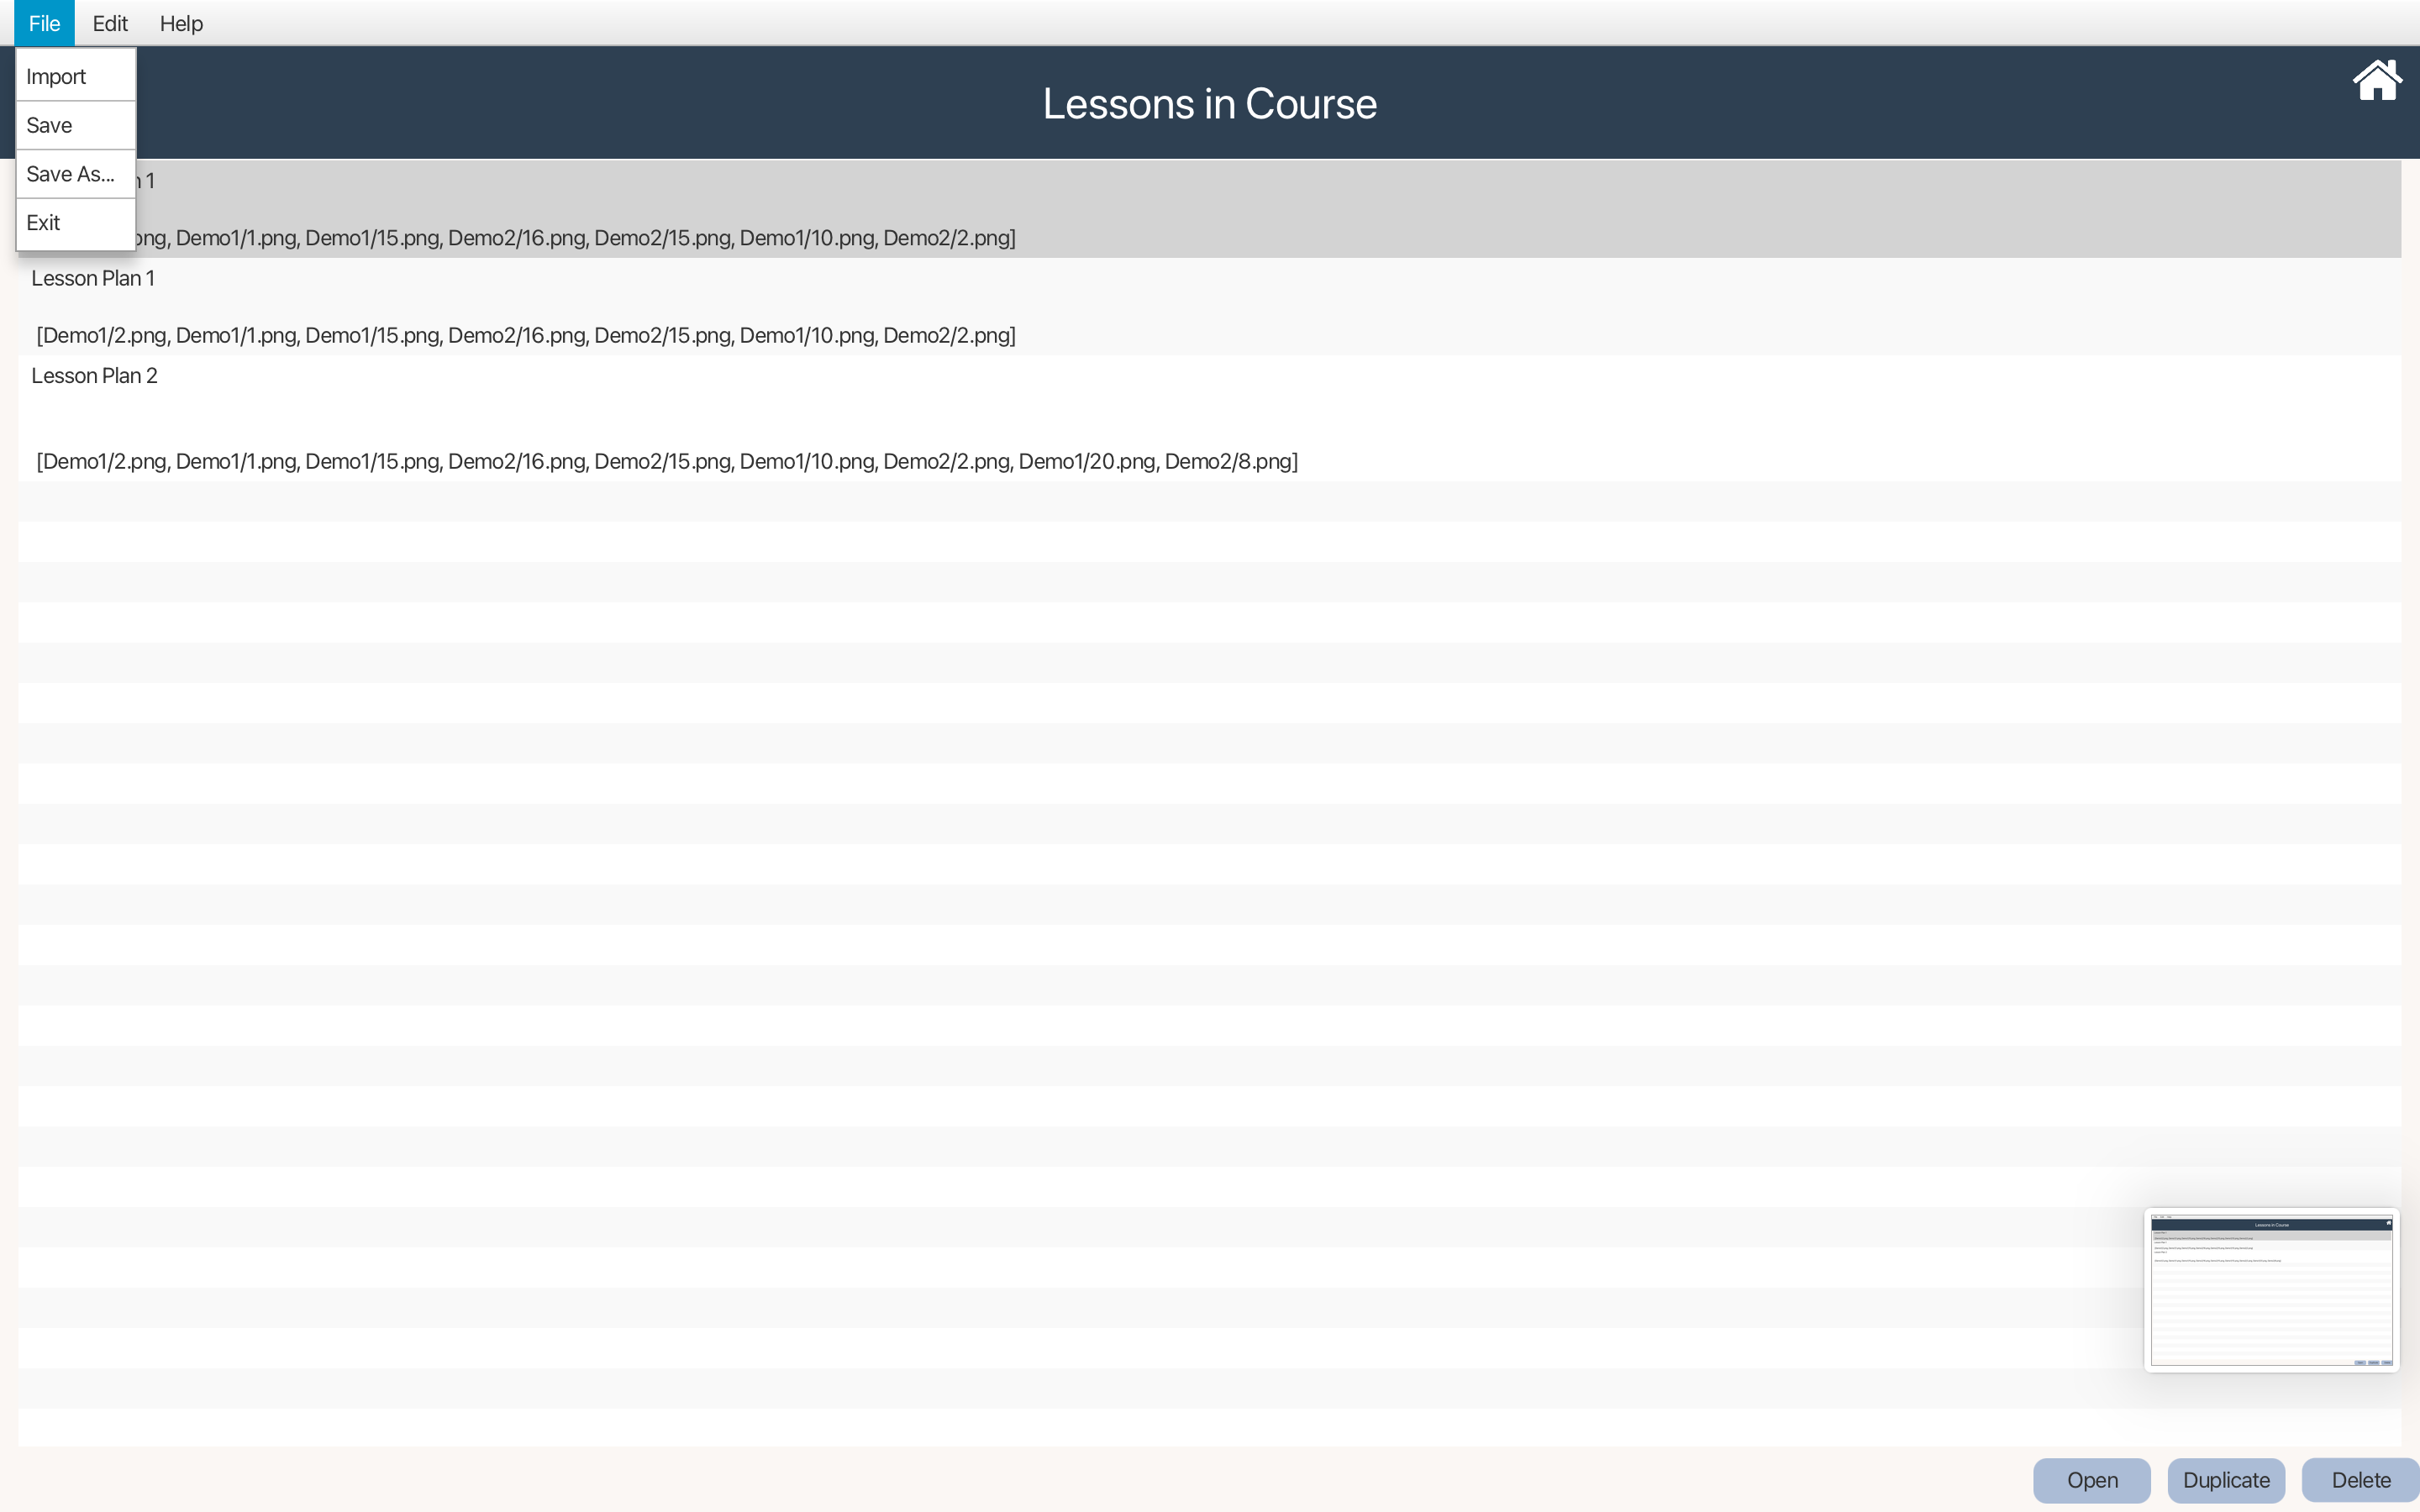 File Edit Help
Import
Save
Save As...
Exit
Lessons in Course
1
png, Demo1/1.png, Demo1/15.png, Demo2/16.png, Demo2/15.png, Demo1/10.png, Demo2/2.png]
Lesson Plan 1
[Demo1/2.png, Demo1/1.png, Demo1/15.png, Demo2/16.png, Demo2/15.png, Demo1/10.png, Demo2/2.png]
Lesson Plan 2
[Demo1/2.png, Demo1/1.png, Demo1/15.png, Demo2/16.png, Demo2/15.png, Demo1/10.png, Demo2/2.png, Demo1/20.png, Demo2/8.png]
Lessons in Course
Open Duplicate Delete